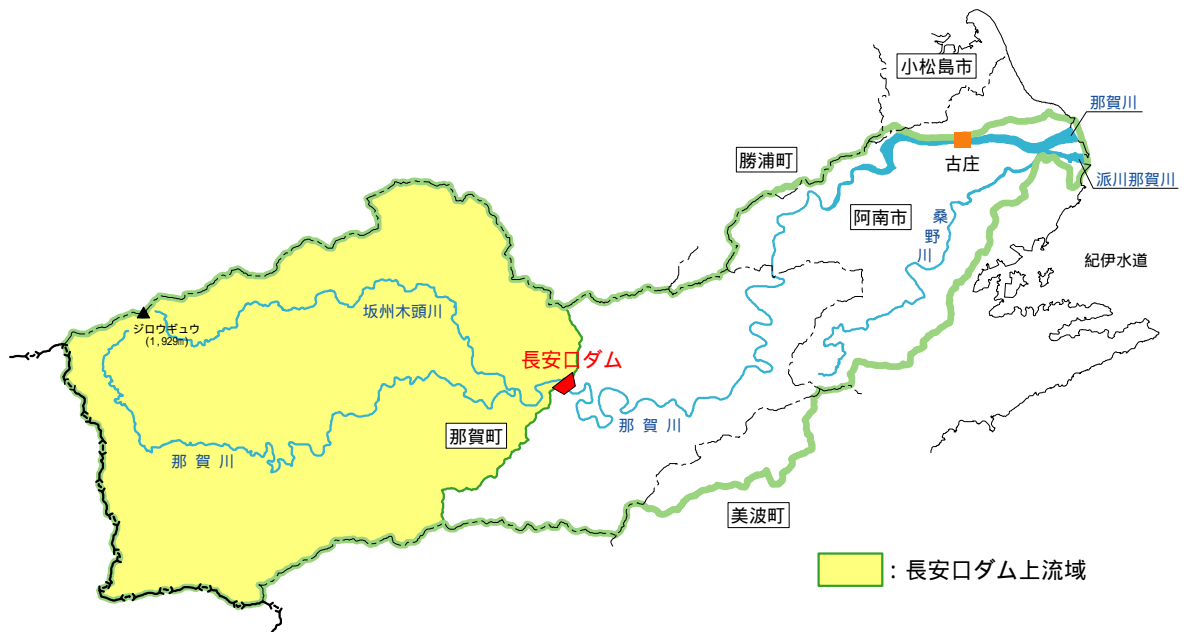 小松島市
那賀川
勝浦町
古庄
派川那賀川
阿南市
桑野川
紀伊水道
坂州木頭川
ジロウギュウ
(1,929m)
長安口ダム
那賀川
那賀町
那賀川
美波町
：長安口ダム上流域